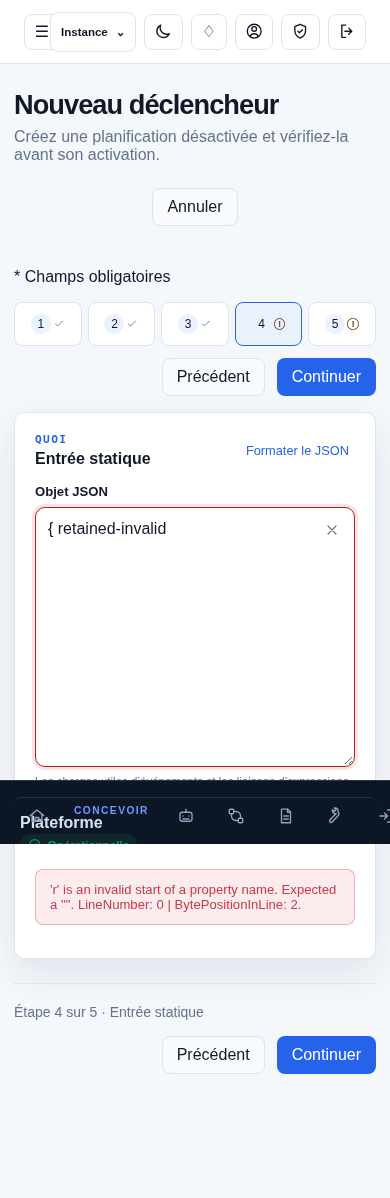 Instance
Nouveau déclencheur
Créez une planification désactivée et vérifiez-la
avant son activation.
Annuler
* Champs obligatoires
1 2 3 4 5
Précédent Continuer
QUOI
Entrée statique
Formater le JSON
Objet JSON
{ retained-invalid
CONCEVOIR
Plateforme
Opérationnelle
'r' is an invalid start of a property name. Expected
a '"'. LineNumber: 0 | BytePositionInLine: 2.
Étape 4 sur 5 · Entrée statique
Précédent Continuer